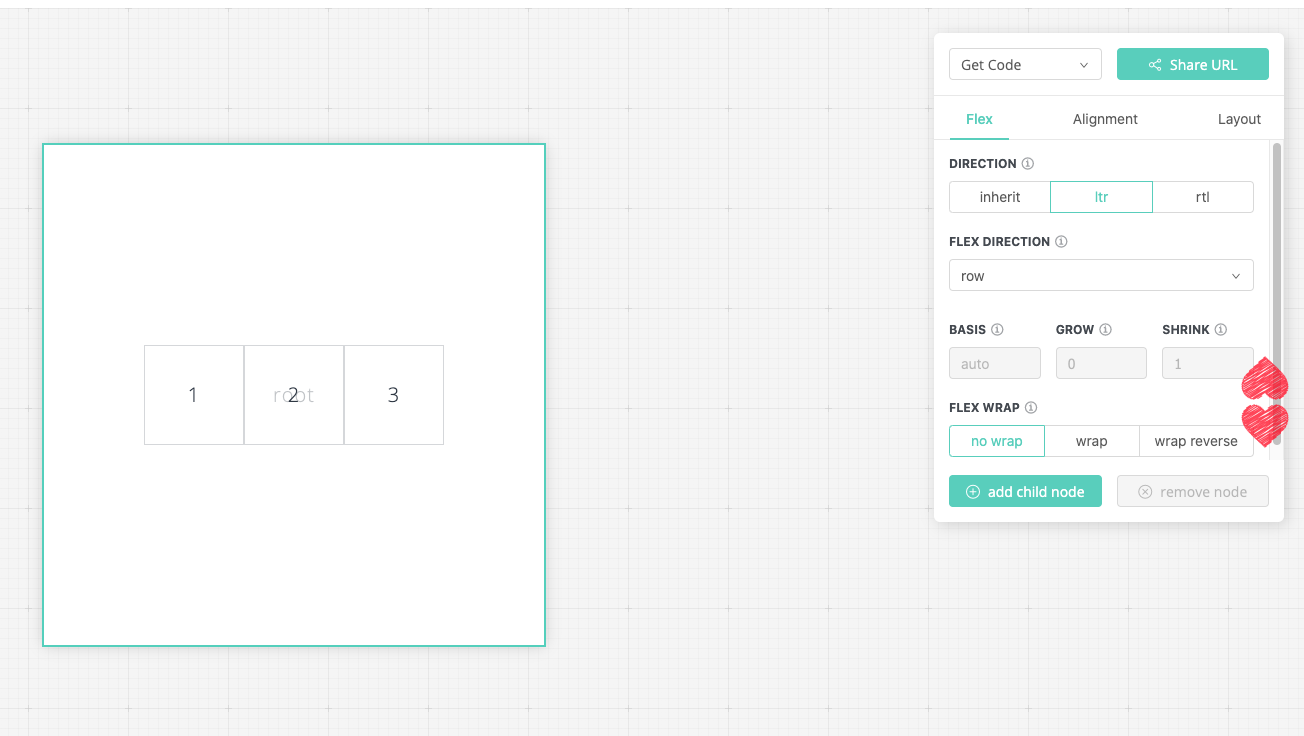 Get Code
Share URL
Flex Alignment Layout
DIRECTION
inherit ltr rtl
FLEX DIRECTION
row
BASIS GROW SHRINK
auto 0 1
FLEX WRAP
no wrap wrap wrap reverse
add child node remove node
1 2 3
root